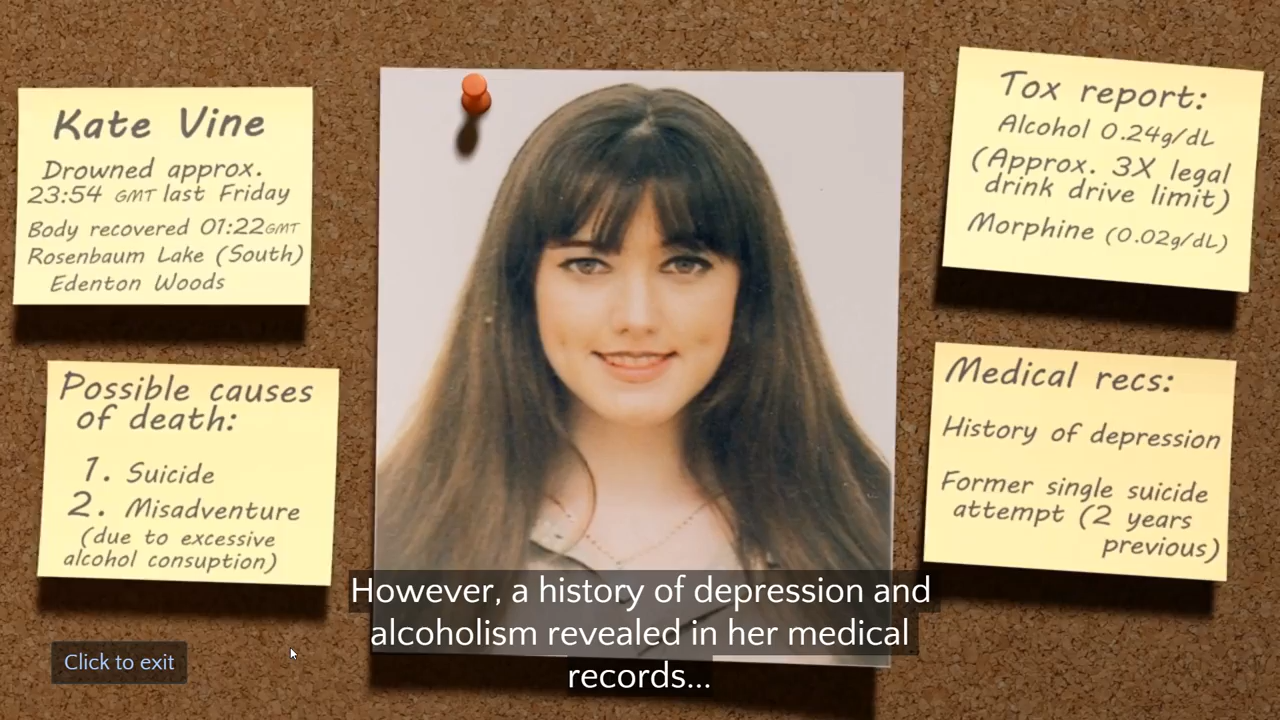 Kate Vine
Drowned approx.
23:54 GMT last Friday
Body recovered 01:22GMT
Rosenbaum Lake (South)
Edenton Woods
Possible causes
of death:
1. Suicide
2. Misadventure
(due to excessive
alcohol consuption)
Tox report:
Alcohol 0.24g/dL
(Approx. 3X legal
drink drive limit)
Morphine (0.02g/dL)
Medical recs:
History of depression
Former single suicide
attempt (2 years
previous)
However, a history of depression and
alcoholism revealed in her medical
records...
Click to exit